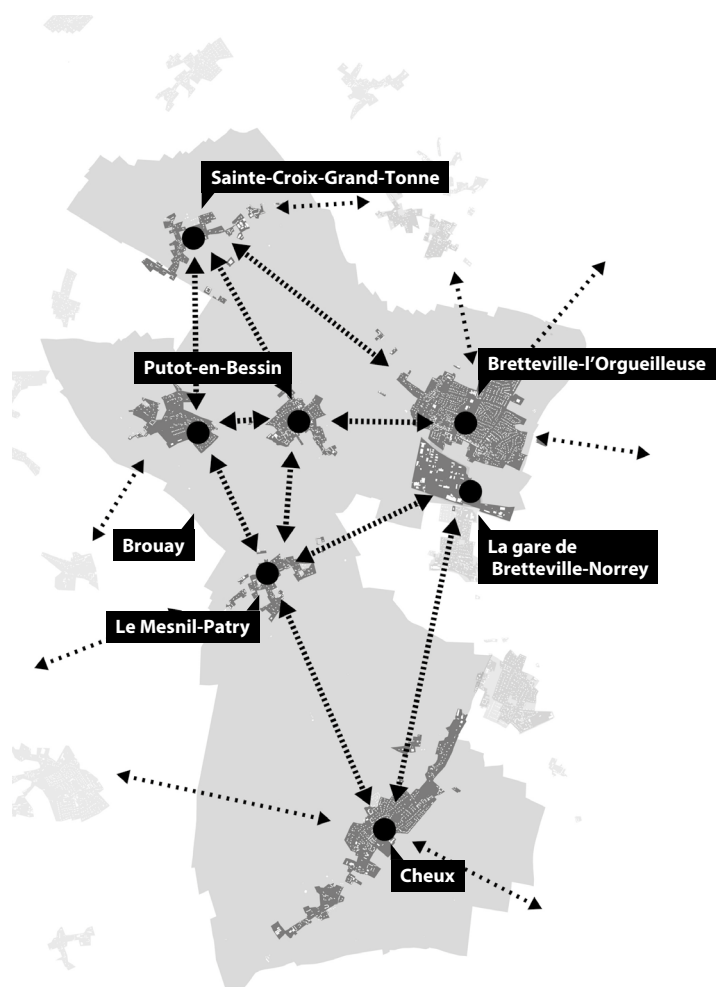 Sainte-Croix-Grand-Tonne
Putot-en-Bessin
Bretteville-l’Orgueilleuse
Brouay
La gare de
Bretteville-Norrey
Le Mesnil-Patry
Cheux